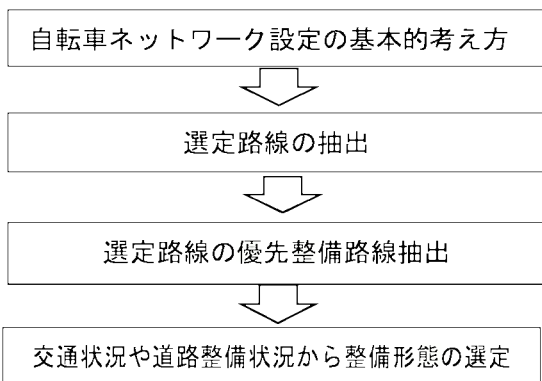 自転車ネットワーク設定の基本的考え方
選定路線の抽出
選定路線の優先整備路線抽出
交通状況や道路整備状況から整備形態の選定